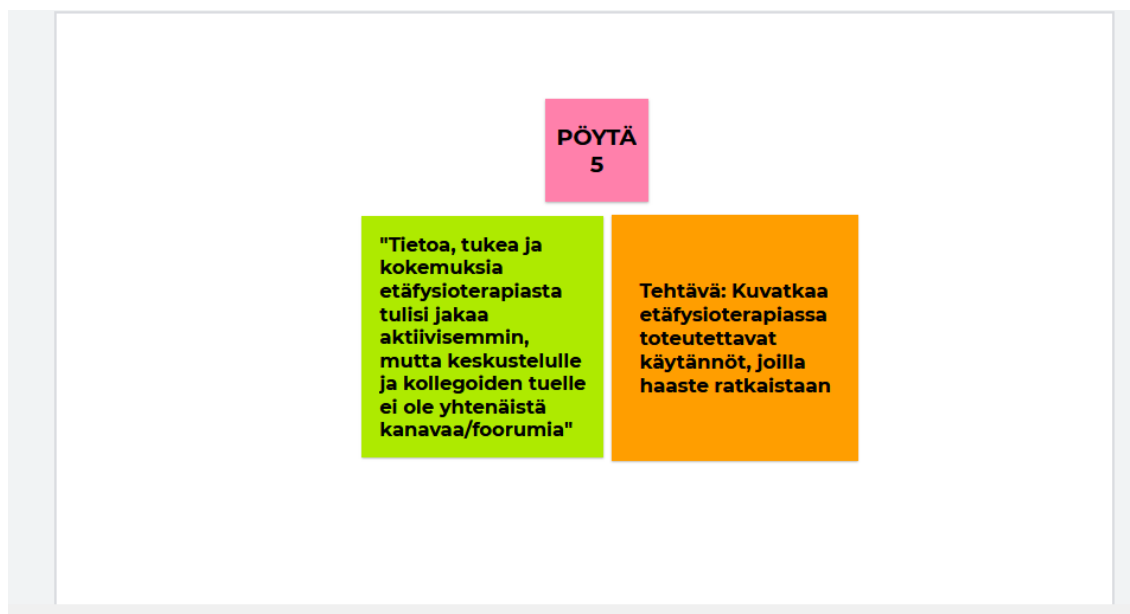 PÖYTÄ
5
"Tietoa, tukea ja
kokemuksia
etäfysioterapiasta
tulisi jakaa
aktiivisemmin,
mutta keskustelulle
ja kollegoiden tuelle
ei ole yhtenäistä
kanavaa/foorumia"
Tehtävä: Kuvatkaa
etäfysioterapiassa
toteutettavat
käytännöt, joilla
haaste ratkaistaan